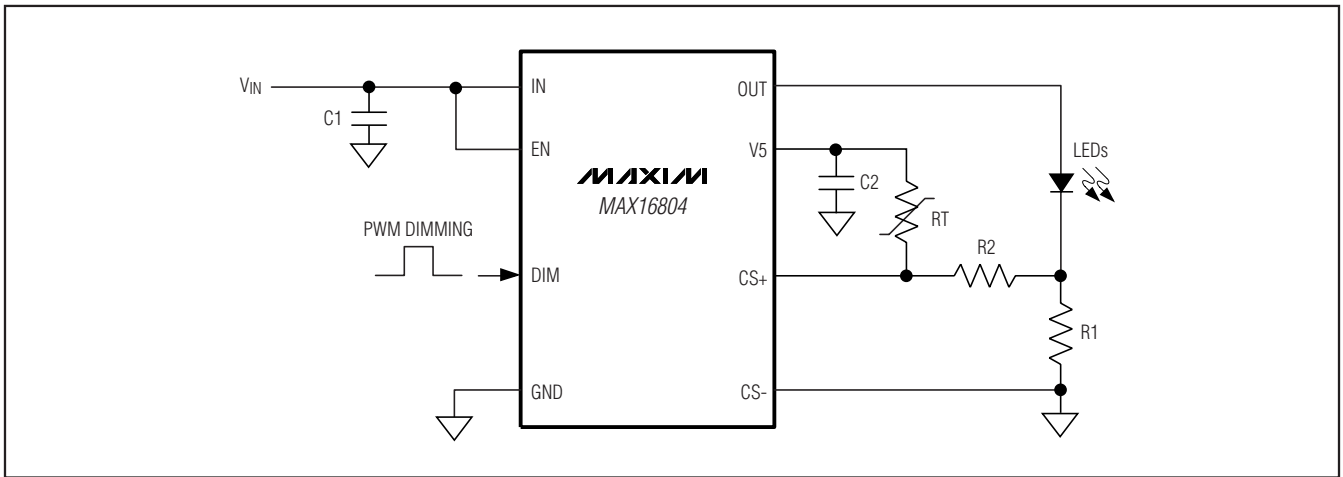 VIN
C1
IN
EN
PWM DIMMING
DIM
GND
MAXIM
MAX16804
OUT
V5
C2
RT
CS+
R2
LEDs
R1
CS-